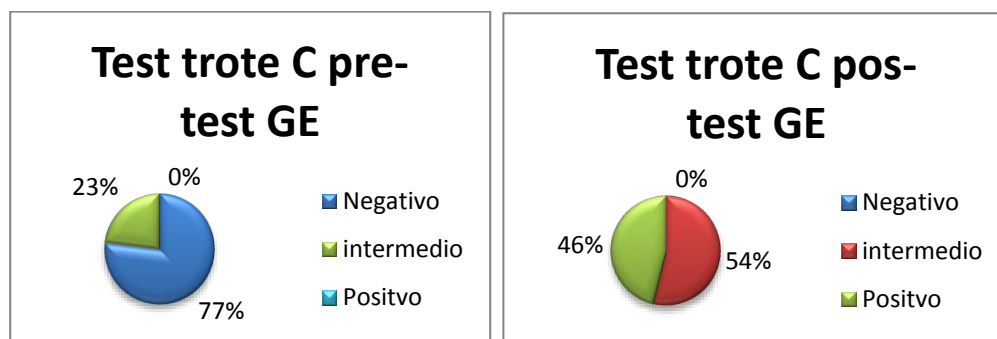 Test trote C pre-
test GE
23%
0%
77%
Negativo
intermedio
Positvo
Test trote C pos-
test GE
0%
46%
54%
Negativo
intermedio
Positvo